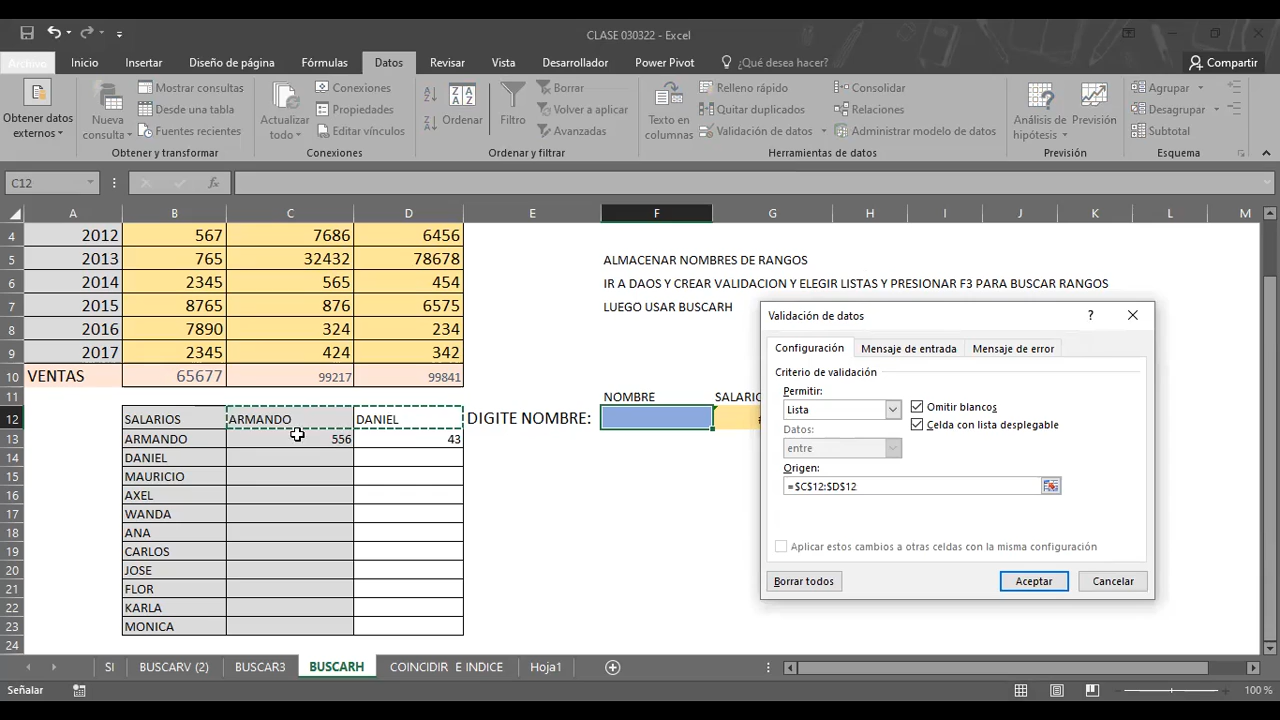 CLASE 030322 - Excel
Archivo Inicio Insertar Diseño de página Fórmulas Datos Revisar Vista Desarrollador Power Pivot ¿Qué desea hacer? Compartir
Obtener datos externos
Nueva consulta
Mostrar consultas
Desde una tabla
Fuentes recientes
Obtener y transformar
Actualizar todo
Conexiones
Propiedades
Editar vínculos
Conexiones
Ordenar
Filtro
Borrar
Volver a aplicar
Avanzadas
Ordenar y filtrar
Texto en columnas
Relleno rápido
Quitar duplicados
Validación de datos
Consolidar
Relaciones
Administrar modelo de datos
Herramientas de datos
Análisis de hipótesis
Previsión
Previsión
Agrupar
Desagrupar
Subtotal
Esquema
C12 fx
A B C D E F G H I J K L M
4 2012 567 7686 6456
5 2013 765 32432 78678 ALMACENAR NOMBRES DE RANGOS
6 2014 2345 565 454 IR A DAOS Y CREAR VALIDACION Y ELEGIR LISTAS Y PRESIONAR F3 PARA BUSCAR RANGOS
7 2015 8765 876 6575 LUEGO USAR BUSCARH
8 2016 7890 324 234
9 2017 2345 424 342
10 VENTAS 65677 99217 99841
11 NOMBRE SALARIO
12 SALARIOS ARMANDO DANIEL DIGITE NOMBRE:
13 ARMANDO 556 43
14 DANIEL
15 MAURICIO
16 AXEL
17 WANDA
18 ANA
19 CARLOS
20 JOSE
21 FLOR
22 KARLA
23 MONICA
24
Validación de datos ?
Configuración Mensaje de entrada Mensaje de error
Criterio de validación
Permitir:
Lista Omitir blancos
Datos: Celda con lista desplegable
entre
Origen:
=$C$12:$D$12
Aplicar estos cambios a otras celdas con la misma configuración
Borrar todos Aceptar Cancelar
SI BUSCARV (2) BUSCAR3 BUSCARH COINCIDIR E INDICE Hoja1
Señalar 100 %